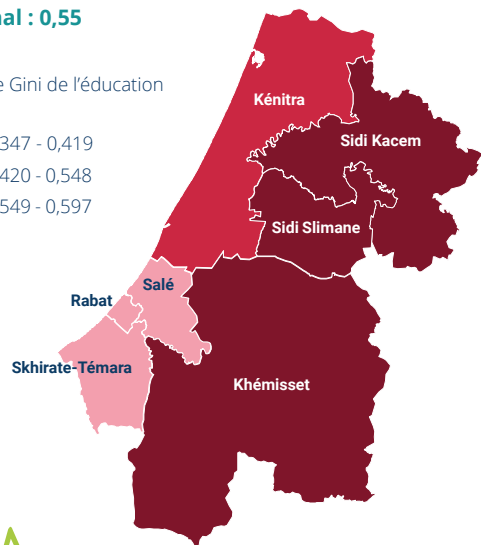 nal : 0,55
e Gini de l'éducation
347 - 0,419
420 - 0,548
549 - 0,597
Kénitra
Sidi Kacem
Sidi Slimane
Salé
Rabat
Skhirate-Témara
Khémisset